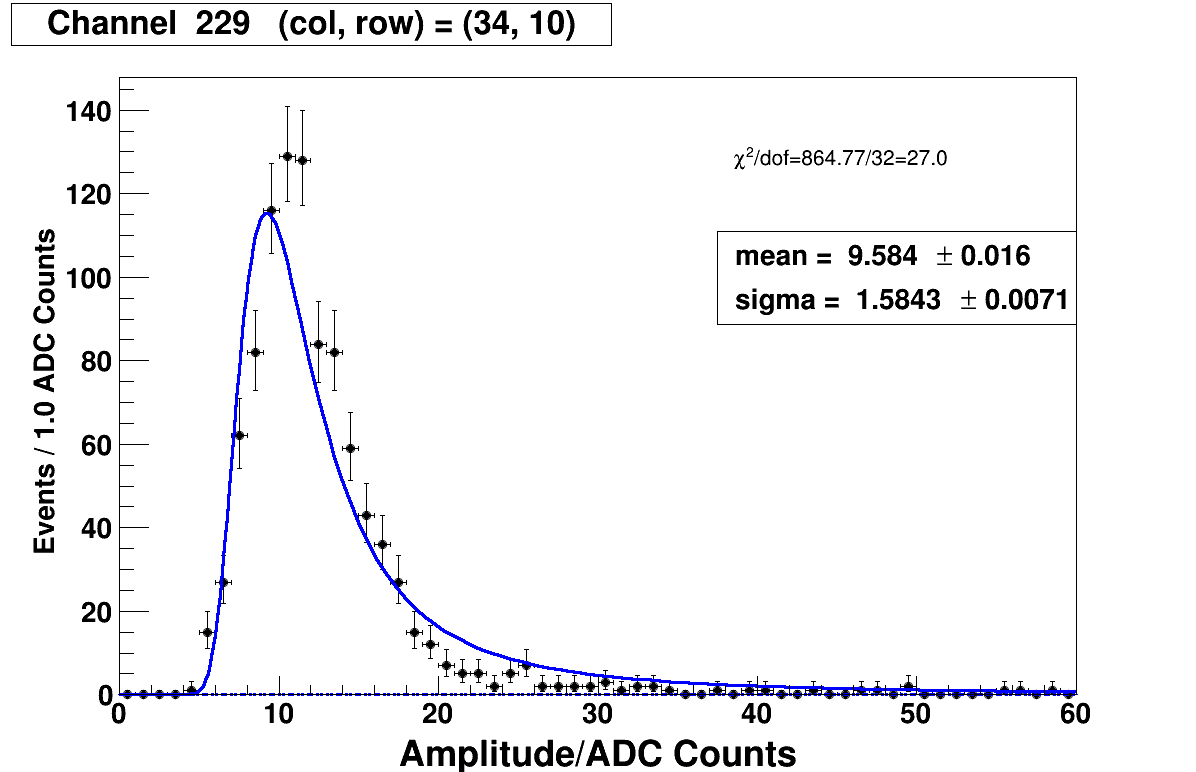 Channel 229 (col, row) = (34, 10)
χ²/dof=864.77/32=27.0
mean = 9.584 ± 0.016
sigma = 1.5843 ± 0.0071
Events / 1.0 ADC Counts
140
120
100
80
60
40
20
0
0 10 20 30 40 50 60
Amplitude/ADC Counts